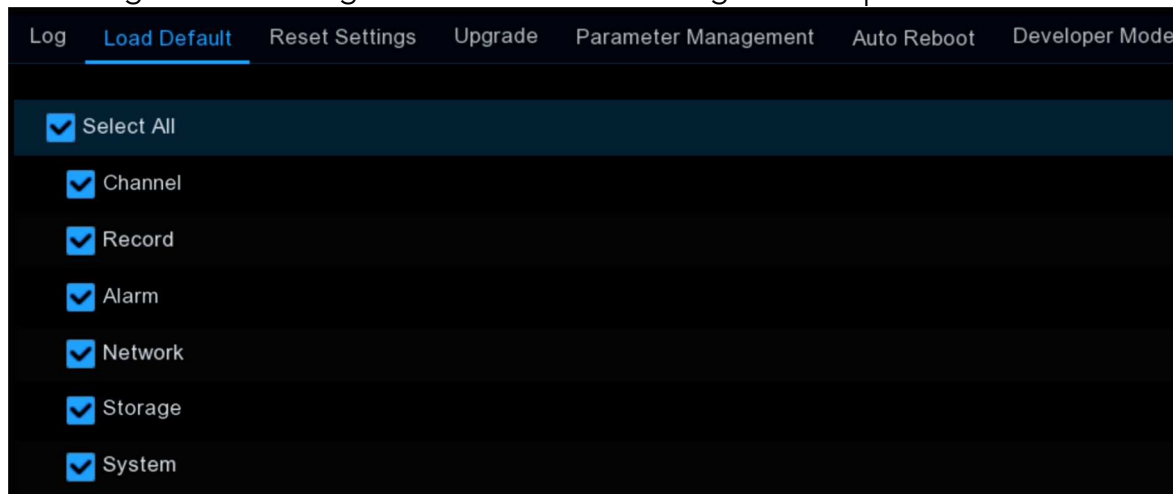 Log Load Default Reset Settings Upgrade Parameter Management Auto Reboot Developer Mode
Select All
Channel
Record
Alarm
Network
Storage
System